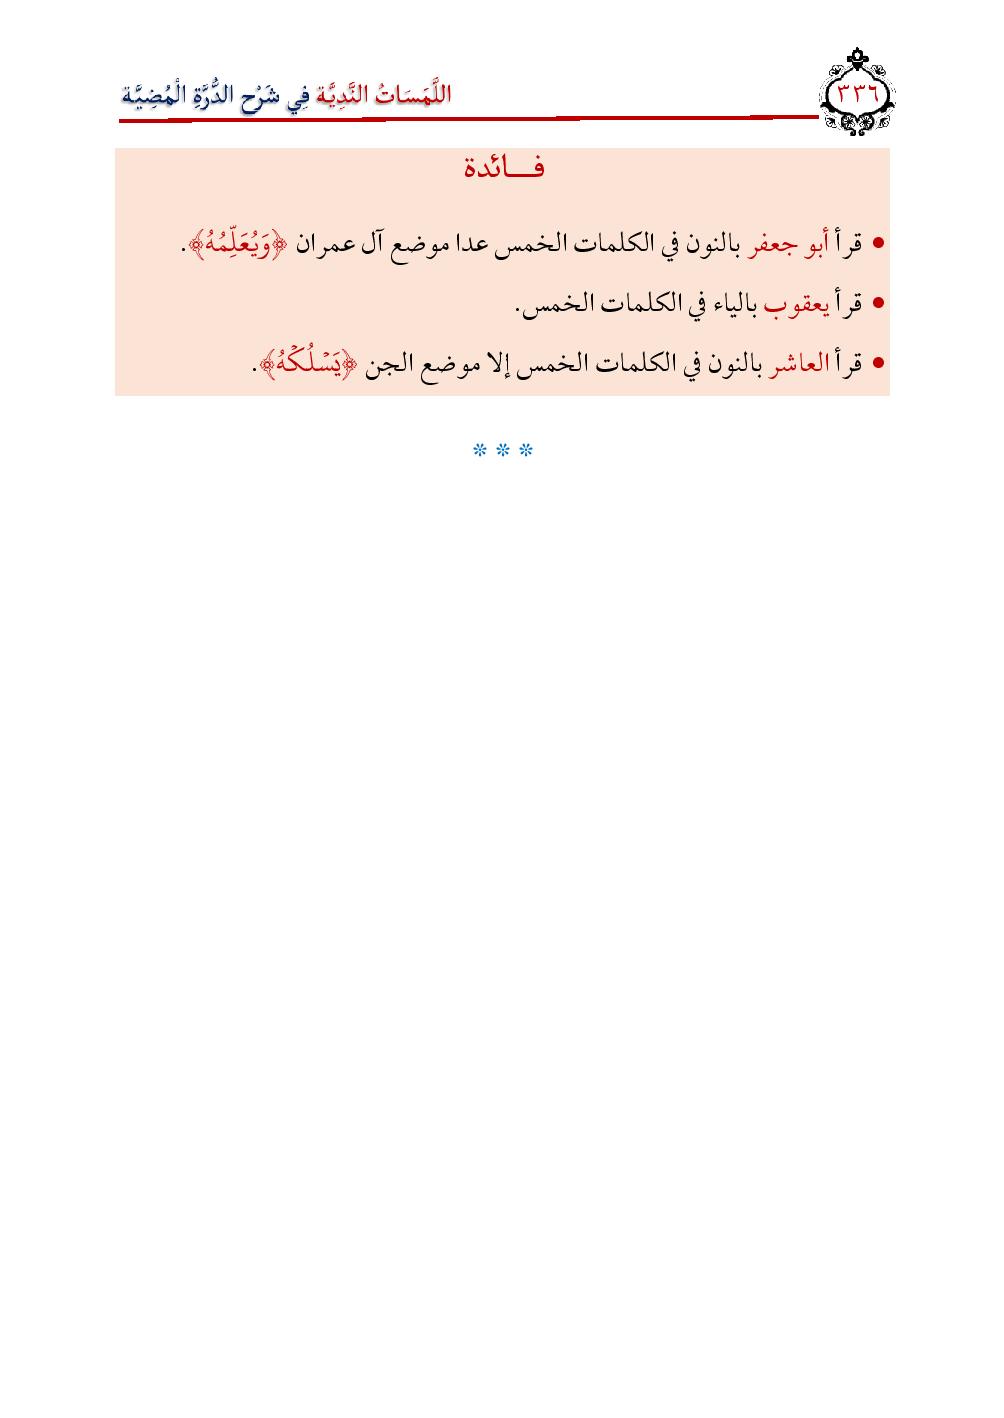 ٣٣٦
اللَّمَسَاتُ النَّدِيَّة فِي شَرْح الدُّرَّةِ الْمُضِيَّة
فـــائدة
• قرأ أبو جعفر بالنون في الكلمات الخمس عدا موضع آل عمران ﴿وَيُعَلِّمُهُ﴾.
• قرأ يعقوب بالياء في الكلمات الخمس.
• قرأ العاشر بالنون في الكلمات الخمس إلا موضع الجن ﴿يَسۡلُكۡهُ﴾.
* * *